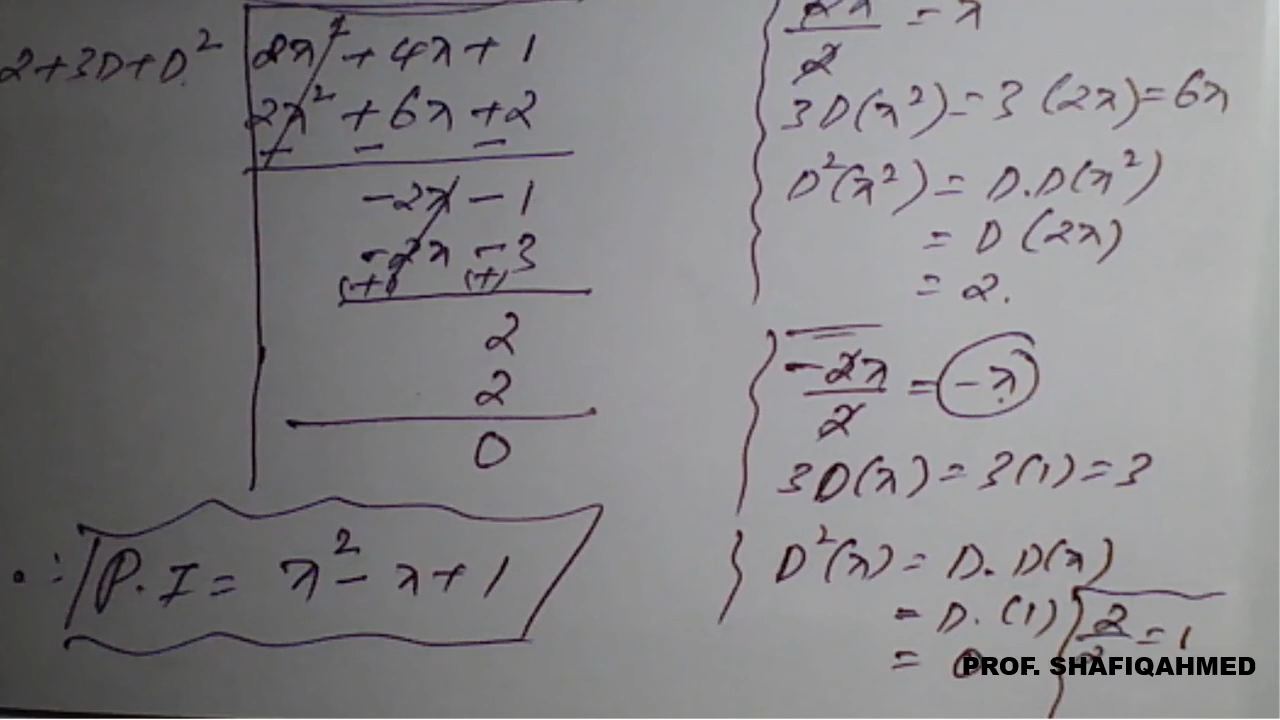 2+3D+D² 2x² + 4x + 1
2x² + 6x + 2
− − −
-2x - 1
-2x - 3
(+) (+)
2
2
0
∴ P.I = x² - x + 1
2x/2 = x
3D(x²) = 3(2x) = 6x
D²(x²) = D.D(x²)
= D(2x)
= 2.
-2x/2 = -x
3D(x) = 3(1) = 3
D²(x) = D.D(x)
= D.(1)
= 0
2/2 = 1
PROF. SHAFIQAHMED